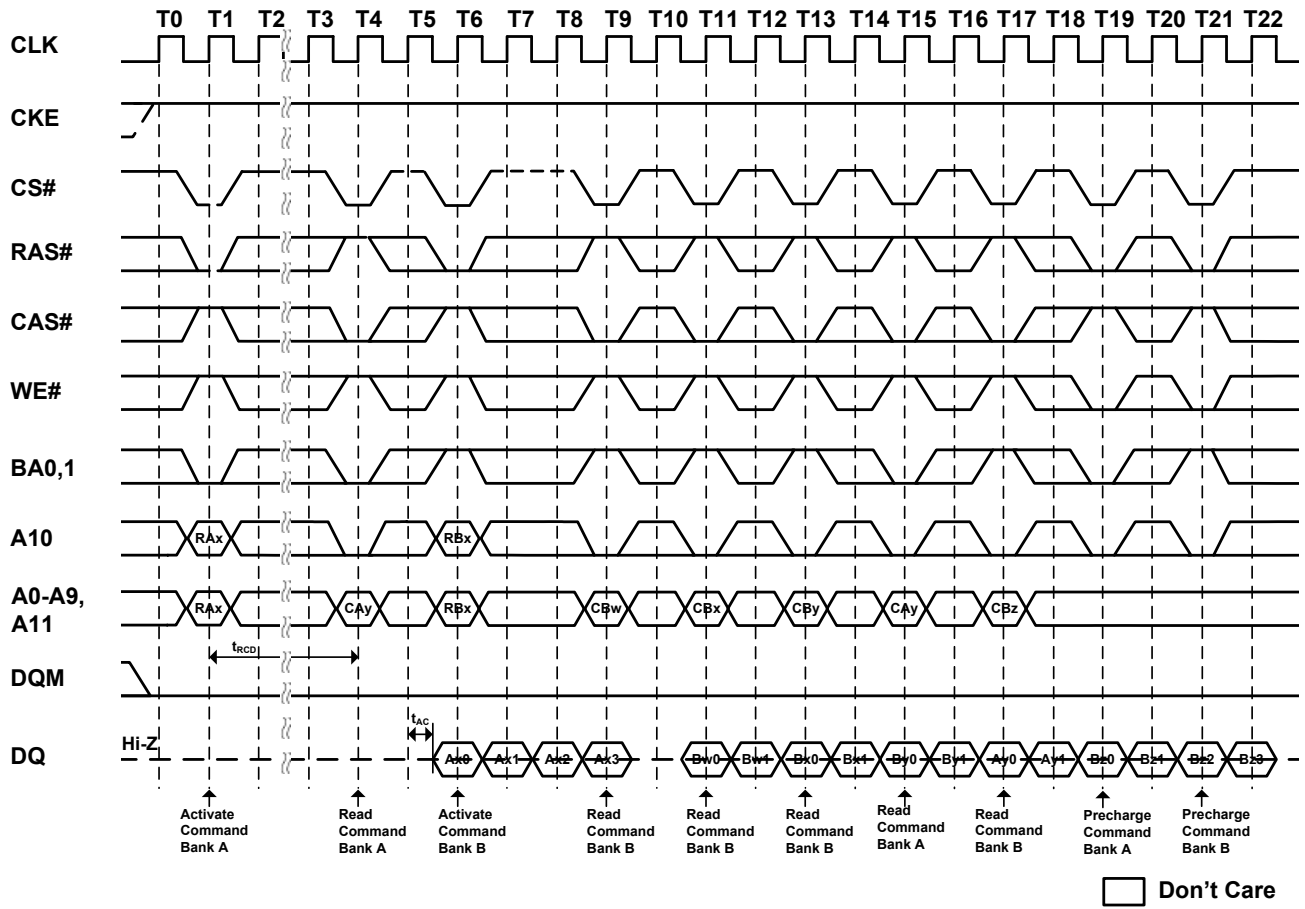 T0 T1 T2 T3 T4 T5 T6 T7 T8 T9 T10 T11 T12 T13 T14 T15 T16 T17 T18 T19 T20 T21 T22
CLK
CKE
CS#
RAS#
CAS#
WE#
BA0,1
A10
RAx RBx
A0-A9,
A11
RAx CAy RBx CBw CBx CBy CAy CBz
tRCD
DQM
tAC
Hi-Z
DQ
Ax0 Ax1 Ax2 Ax3 Bw0 Bw1 Bx0 Bx1 By0 By1 Ay0 Ay1 Bz0 Bz1 Bz2 Bz3
Activate
Command
Bank A
Read
Command
Bank A
Activate
Command
Bank B
Read
Command
Bank B
Read
Command
Bank B
Read
Command
Bank B
Read
Command
Bank A
Read
Command
Bank B
Precharge
Command
Bank A
Precharge
Command
Bank B
Don't Care